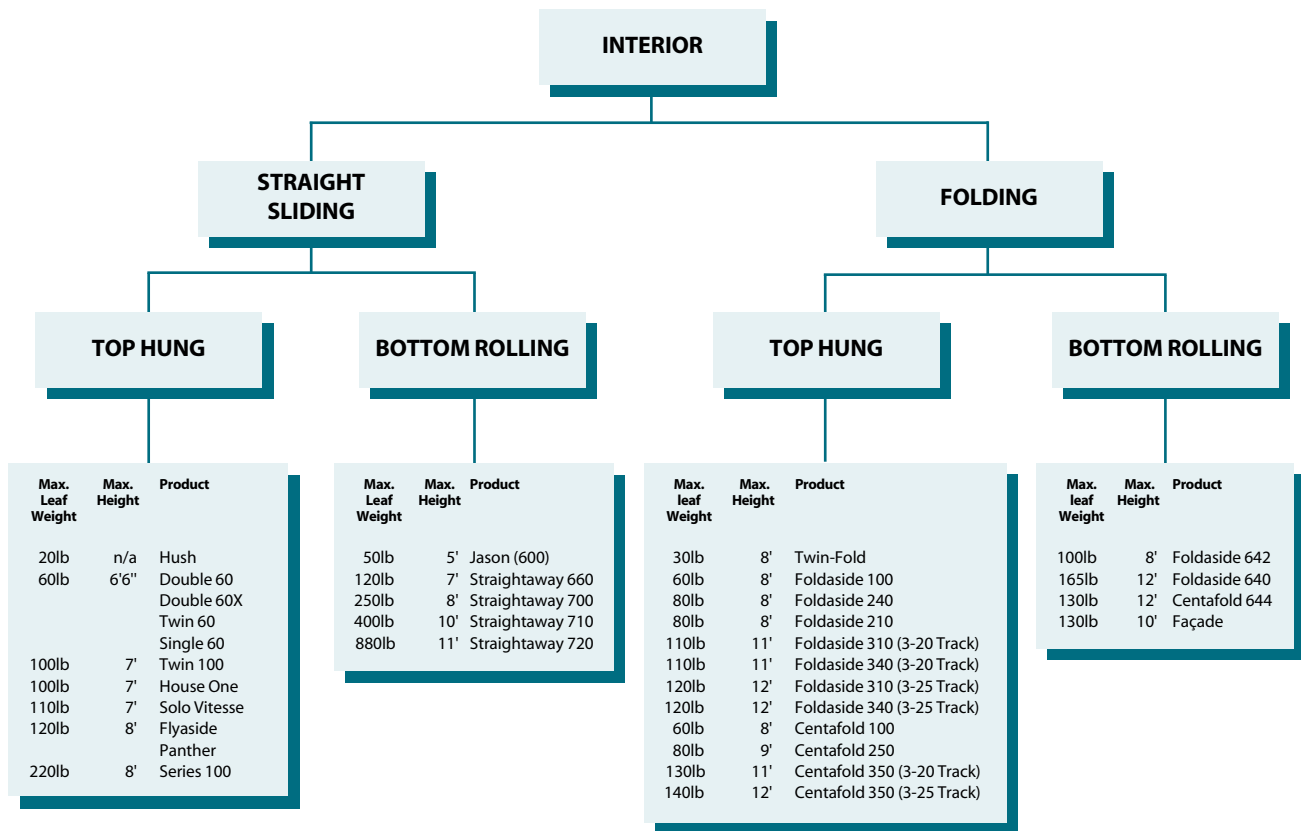 INTERIOR
STRAIGHT
SLIDING
FOLDING
TOP HUNG
BOTTOM ROLLING
TOP HUNG
BOTTOM ROLLING
Max. Max. Product
Leaf Height
Weight
20lb n/a Hush
60lb 6'6" Double 60
Double 60X
Twin 60
Single 60
100lb 7' Twin 100
100lb 7' House One
110lb 7' Solo Vitesse
120lb 8' Flyaside
Panther
220lb 8' Series 100
Max. Max. Product
Leaf Height
Weight
50lb 5' Jason (600)
120lb 7' Straightaway 660
250lb 8' Straightaway 700
400lb 10' Straightaway 710
880lb 11' Straightaway 720
Max. Max. Product
leaf Height
Weight
30lb 8' Twin-Fold
60lb 8' Foldaside 100
80lb 8' Foldaside 240
80lb 8' Foldaside 210
110lb 11' Foldaside 310 (3-20 Track)
110lb 11' Foldaside 340 (3-20 Track)
120lb 12' Foldaside 310 (3-25 Track)
120lb 12' Foldaside 340 (3-25 Track)
60lb 8' Centafold 100
80lb 9' Centafold 250
130lb 11' Centafold 350 (3-20 Track)
140lb 12' Centafold 350 (3-25 Track)
Max. Max. Product
leaf Height
Weight
100lb 8' Foldaside 642
165lb 12' Foldaside 640
130lb 12' Centafold 644
130lb 10' Façade